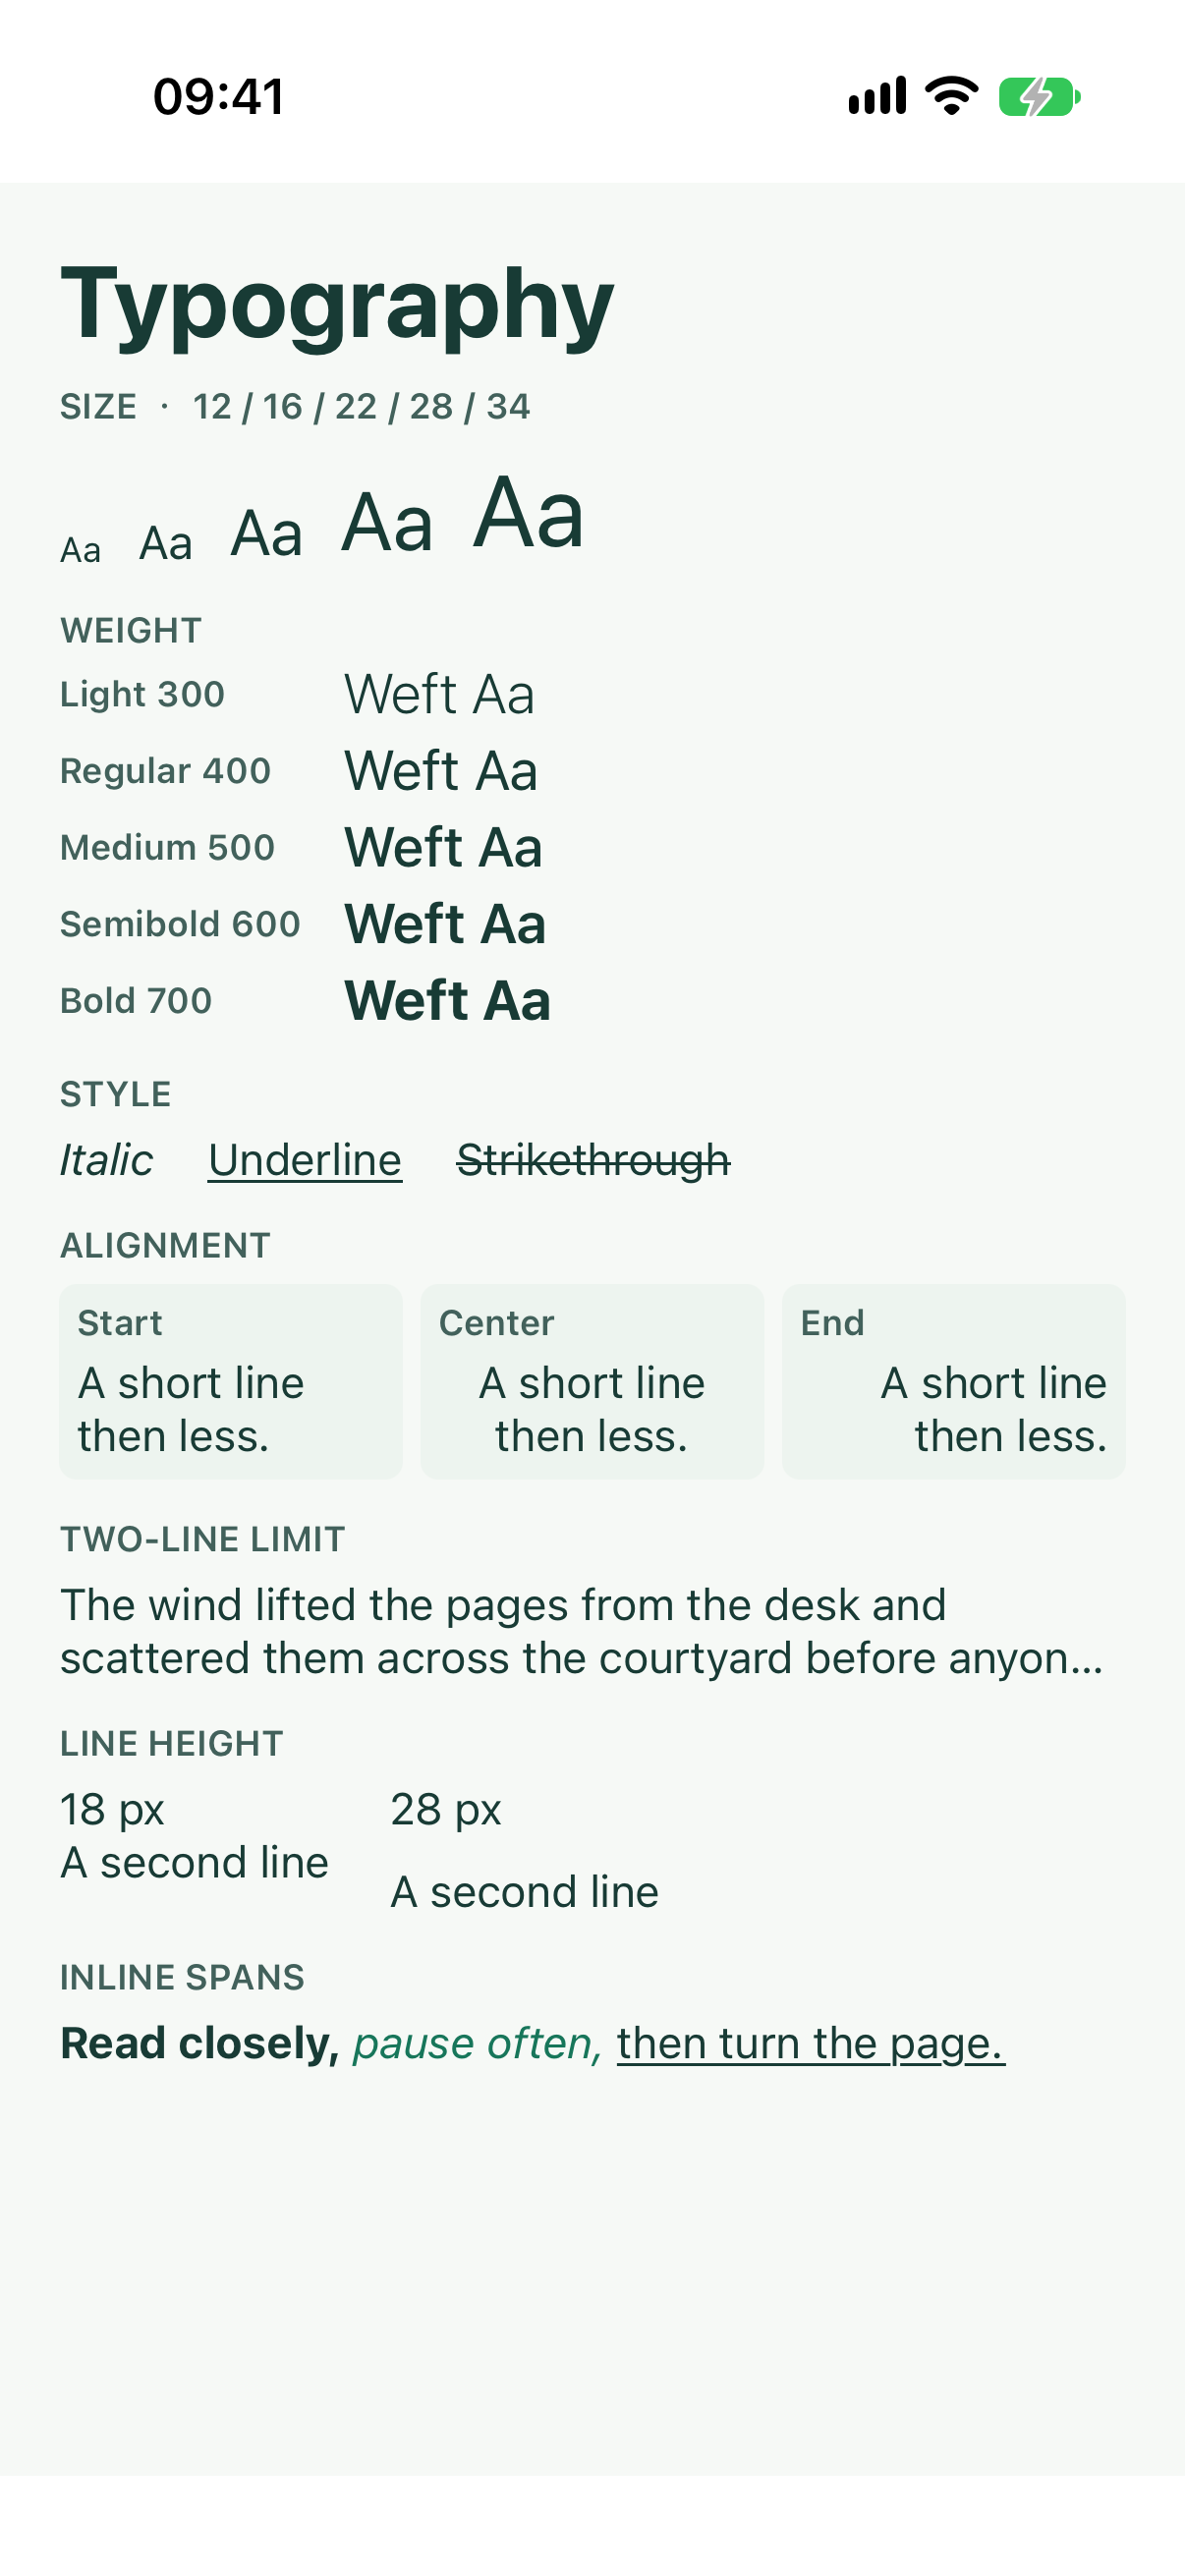 09:41
Typography
SIZE · 12 / 16 / 22 / 28 / 34
Aa Aa Aa Aa Aa
WEIGHT
Light 300 Weft Aa
Regular 400 Weft Aa
Medium 500 Weft Aa
Semibold 600 Weft Aa
Bold 700 Weft Aa
STYLE
Italic Underline Strikethrough
ALIGNMENT
Start
A short line
then less.
Center
A short line
then less.
End
A short line
then less.
TWO-LINE LIMIT
The wind lifted the pages from the desk and
scattered them across the courtyard before anyon...
LINE HEIGHT
18 px
A second line
28 px
A second line
INLINE SPANS
Read closely, pause often, then turn the page.